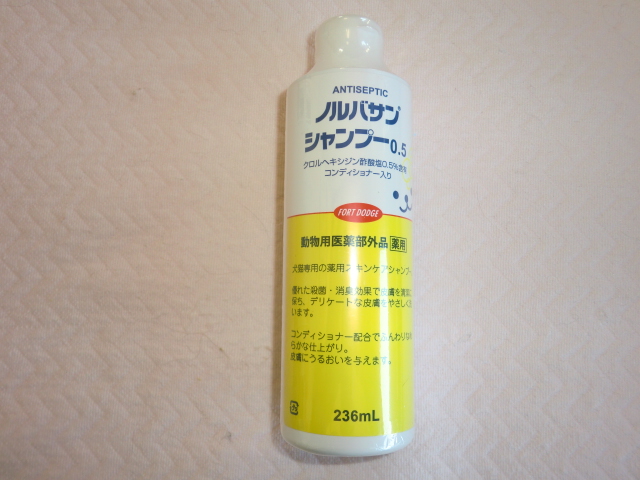 ANTISEPTIC
ノルバサン
シャンプー0.5
クロルヘキシジン酢酸塩0.5%含有
コンディショナー入り
FORT DODGE
動物用医薬部外品 薬用
犬猫専用の薬用スキンケアシャンプー
優れた殺菌・消臭効果で皮膚を清潔に
保ち、デリケートな皮膚をやさしく
います。
コンディショナー配合でふんわり
らかな仕上がり。
皮膚にうるおいを与えます。
236mL